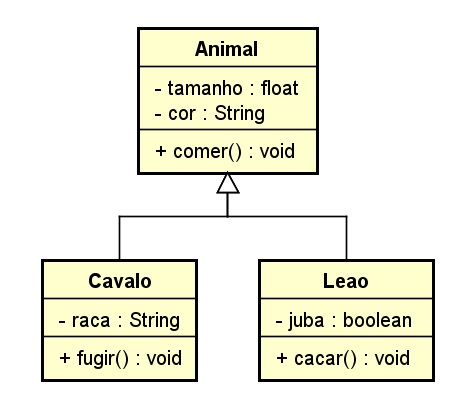 Animal
- tamanho : float
- cor : String
+ comer() : void
Cavalo
- raca : String
+ fugir() : void
Leao
- juba : boolean
+ cacar() : void